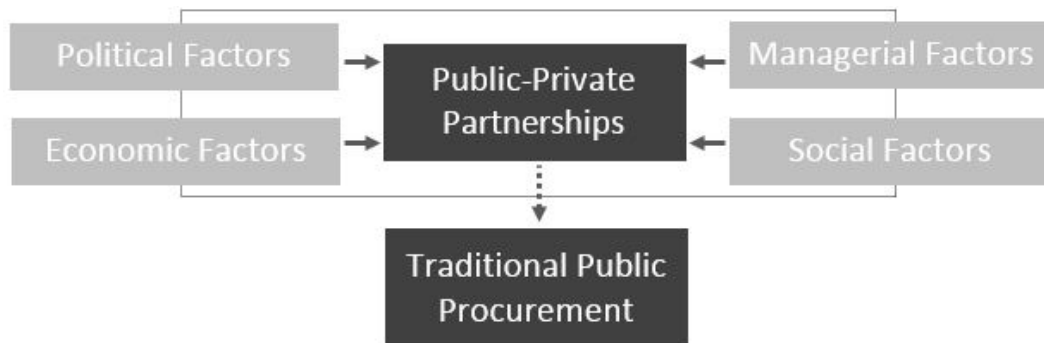 Political Factors
Managerial Factors
Public-Private
Partnerships
Economic Factors
Social Factors
Traditional Public
Procurement